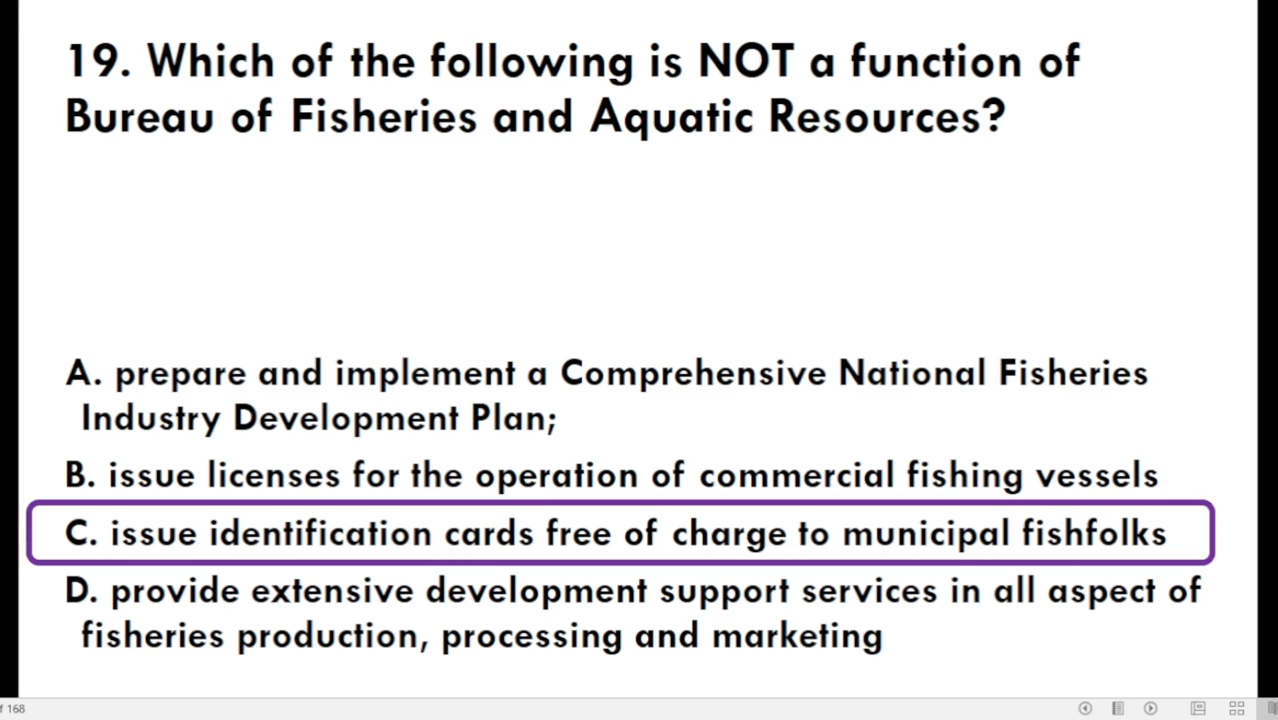 19. Which of the following is NOT a function of
Bureau of Fisheries and Aquatic Resources?
A. prepare and implement a Comprehensive National Fisheries
Industry Development Plan;
B. issue licenses for the operation of commercial fishing vessels
C. issue identification cards free of charge to municipal fishfolks
D. provide extensive development support services in all aspect of
fisheries production, processing and marketing
168